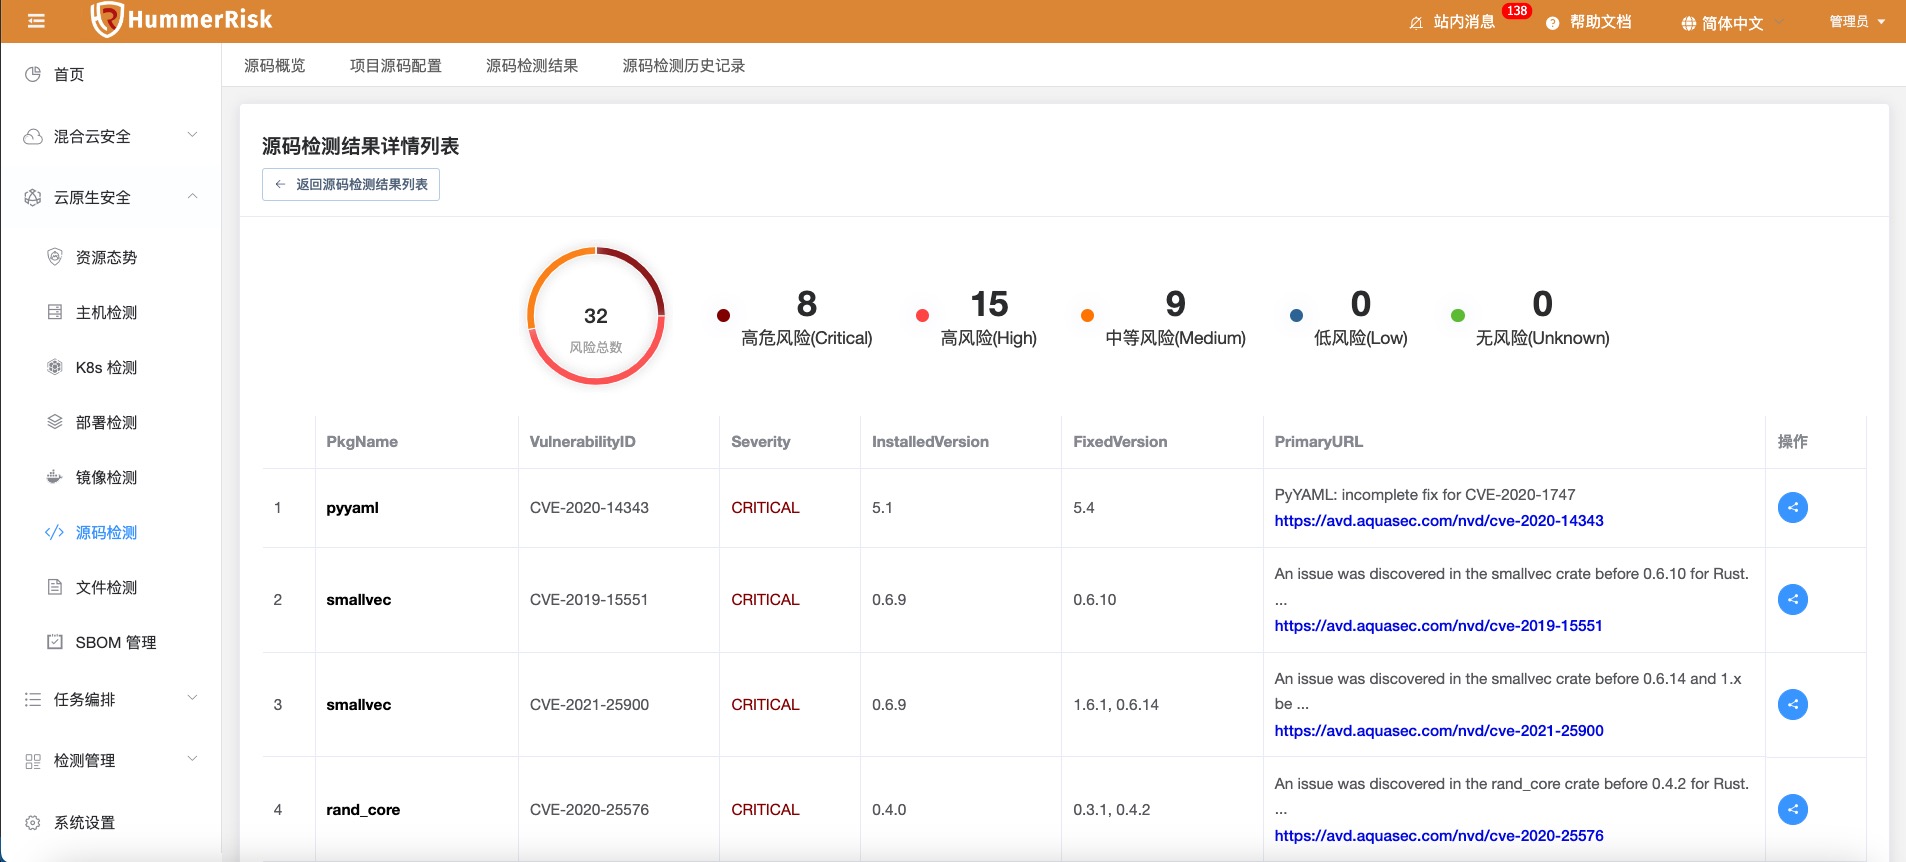 HummerRisk
站内消息
138
帮助文档
简体中文
管理员
首页
混合云安全
云原生安全
资源态势
主机检测
K8s 检测
部署检测
镜像检测
源码检测
文件检测
SBOM 管理
任务编排
检测管理
系统设置
源码概览 项目源码配置 源码检测结果 源码检测历史记录
源码检测结果详情列表
返回源码检测结果列表
32
风险总数
8
高危风险(Critical)
15
高风险(High)
9
中等风险(Medium)
0
低风险(Low)
0
无风险(Unknown)
PkgName VulnerabilityID Severity InstalledVersion FixedVersion PrimaryURL 操作
1 pyyaml CVE-2020-14343 CRITICAL 5.1 5.4 PyYAML: incomplete fix for CVE-2020-1747
https://avd.aquasec.com/nvd/cve-2020-14343
2 smallvec CVE-2019-15551 CRITICAL 0.6.9 0.6.10 An issue was discovered in the smallvec crate before 0.6.10 for Rust.
...
https://avd.aquasec.com/nvd/cve-2019-15551
3 smallvec CVE-2021-25900 CRITICAL 0.6.9 1.6.1, 0.6.14 An issue was discovered in the smallvec crate before 0.6.14 and 1.x
be ...
https://avd.aquasec.com/nvd/cve-2021-25900
4 rand_core CVE-2020-25576 CRITICAL 0.4.0 0.3.1, 0.4.2 An issue was discovered in the rand_core crate before 0.4.2 for Rust.
...
https://avd.aquasec.com/nvd/cve-2020-25576